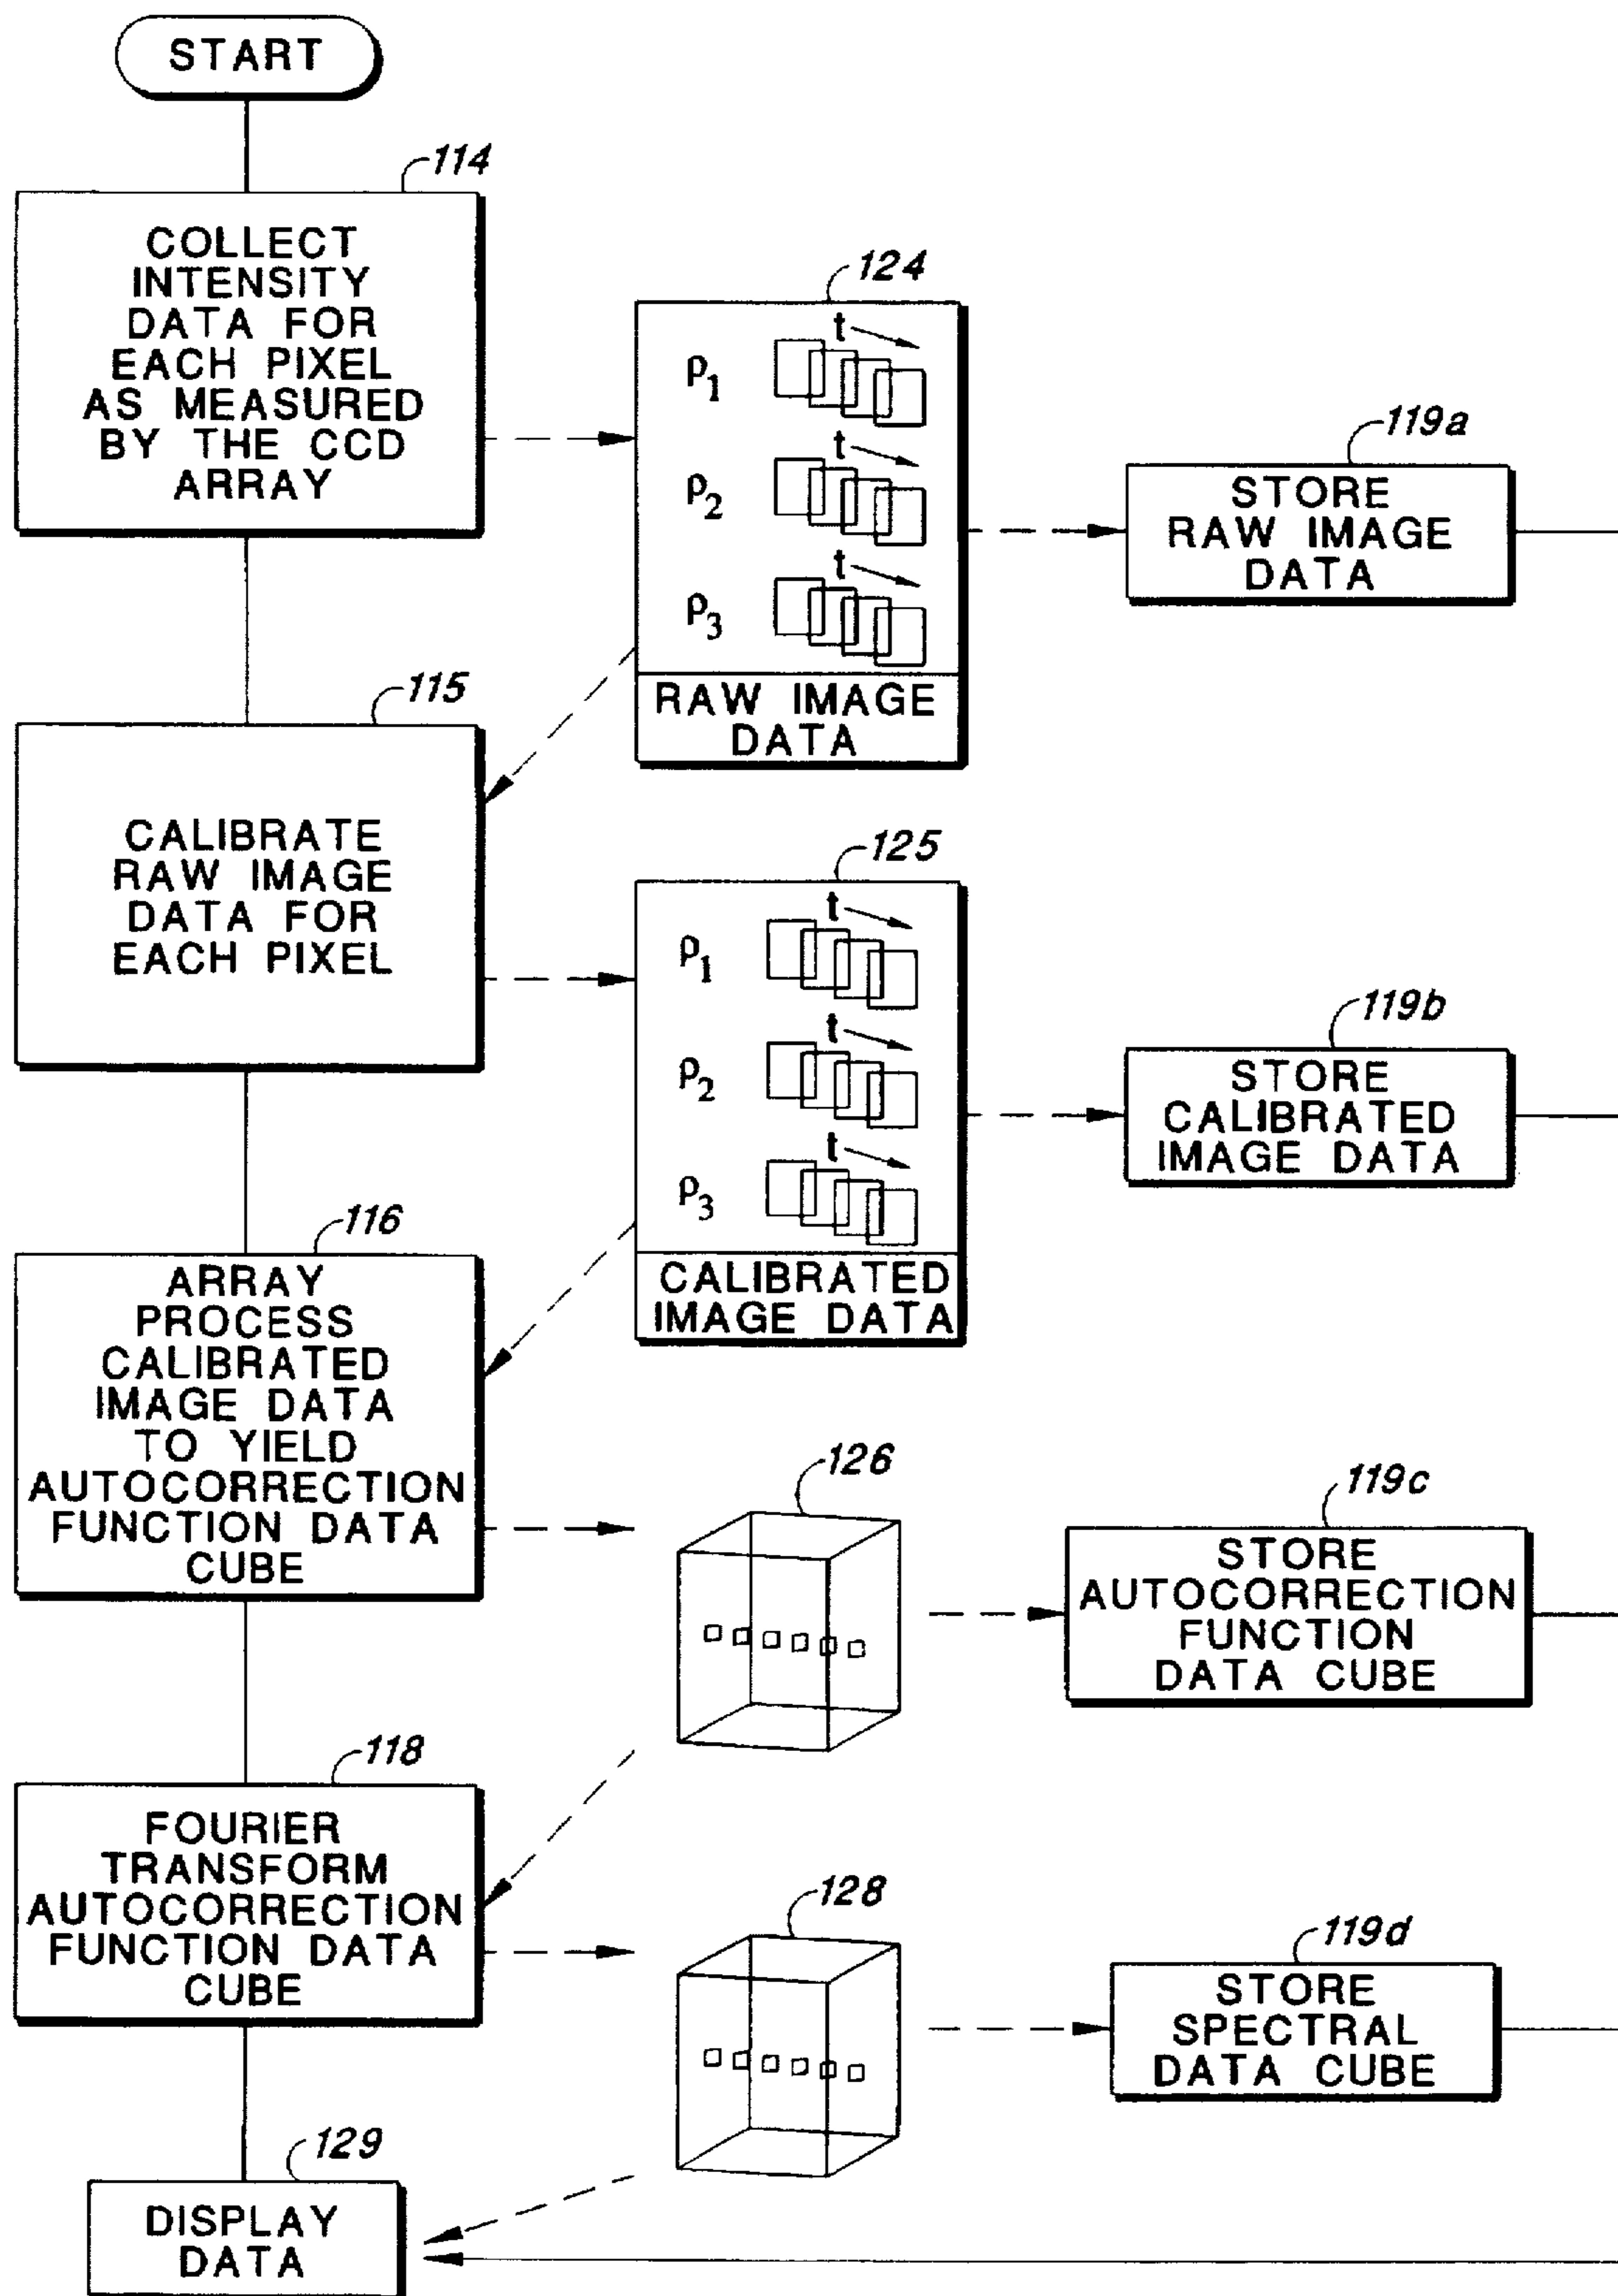 START
114
COLLECT
INTENSITY
DATA FOR
EACH PIXEL
AS MEASURED
BY THE CCD
ARRAY
124
t
ρ1
t
ρ2
t
ρ3
RAW IMAGE
DATA
119a
STORE
RAW IMAGE
DATA
115
CALIBRATE
RAW IMAGE
DATA FOR
EACH PIXEL
125
t
ρ1
t
ρ2
t
ρ3
CALIBRATED
IMAGE DATA
119b
STORE
CALIBRATED
IMAGE DATA
116
ARRAY
PROCESS
CALIBRATED
IMAGE DATA
TO YIELD
AUTOCORRECTION
FUNCTION DATA
CUBE
126
119c
STORE
AUTOCORRECTION
FUNCTION
DATA CUBE
118
FOURIER
TRANSFORM
AUTOCORRECTION
FUNCTION DATA
CUBE
128
119d
STORE
SPECTRAL
DATA CUBE
129
DISPLAY
DATA